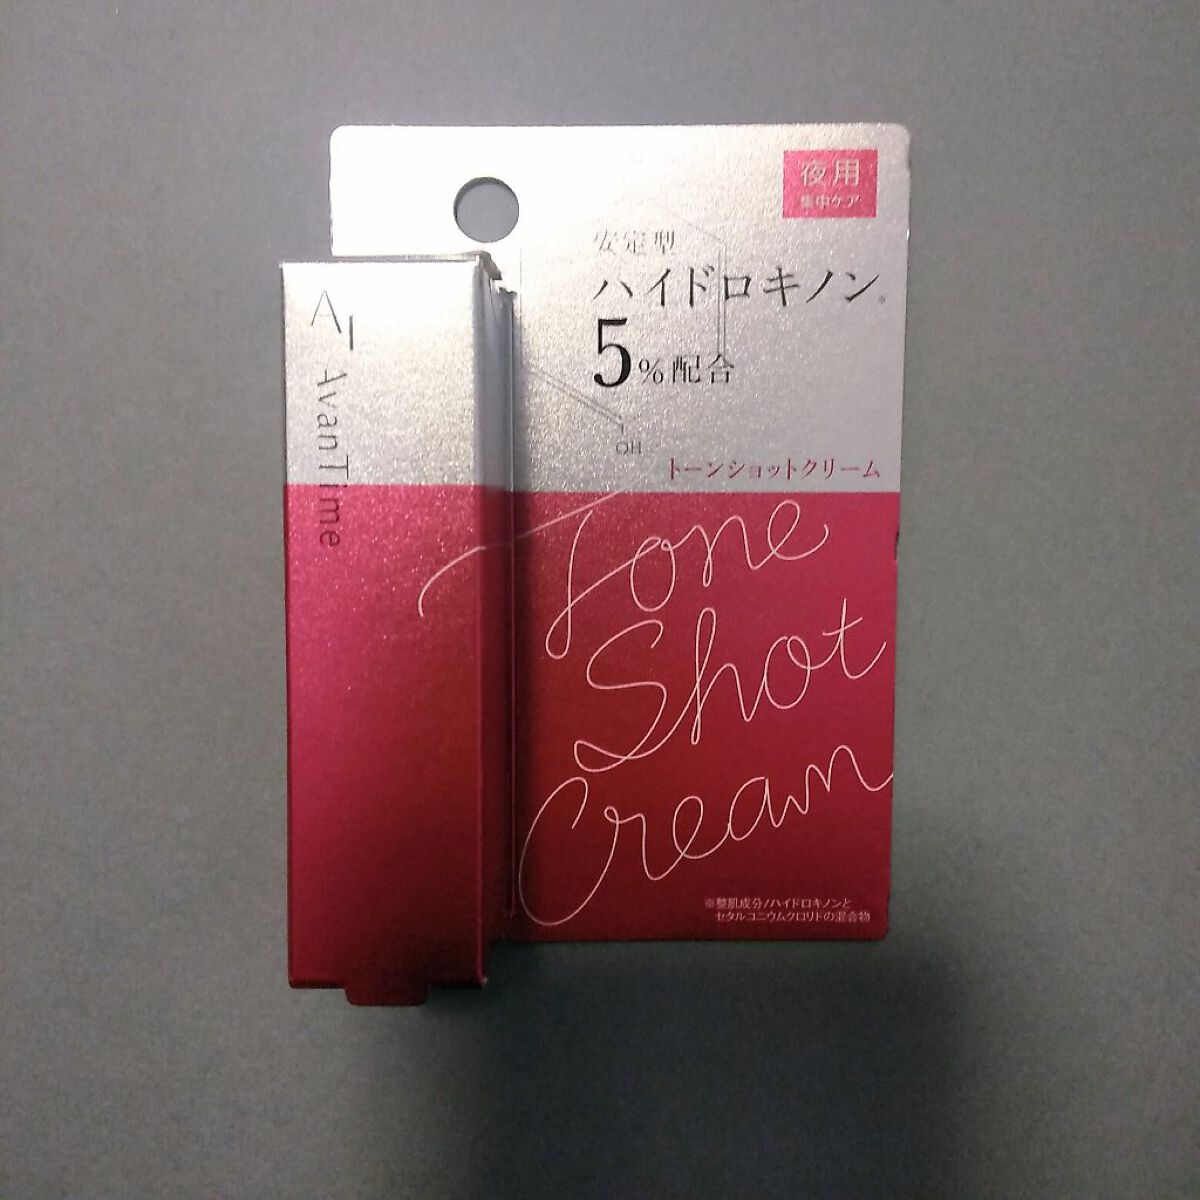 夜用
集中ケア
安定型
ハイドロキノン※
5%配合
OH
トーンショットクリーム
AT
AvanTime
Tone
Shot
Cream
※整肌成分/ハイドロキノンと
セタルコニウムクロリドの混合物